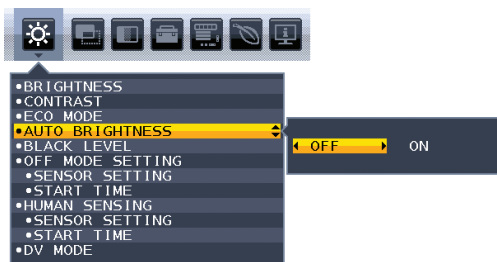 •BRIGHTNESS
•CONTRAST
•ECO MODE
•AUTO BRIGHTNESS
OFF ON
•BLACK LEVEL
•OFF MODE SETTING
•SENSOR SETTING
•START TIME
•HUMAN SENSING
•SENSOR SETTING
•START TIME
•DV MODE